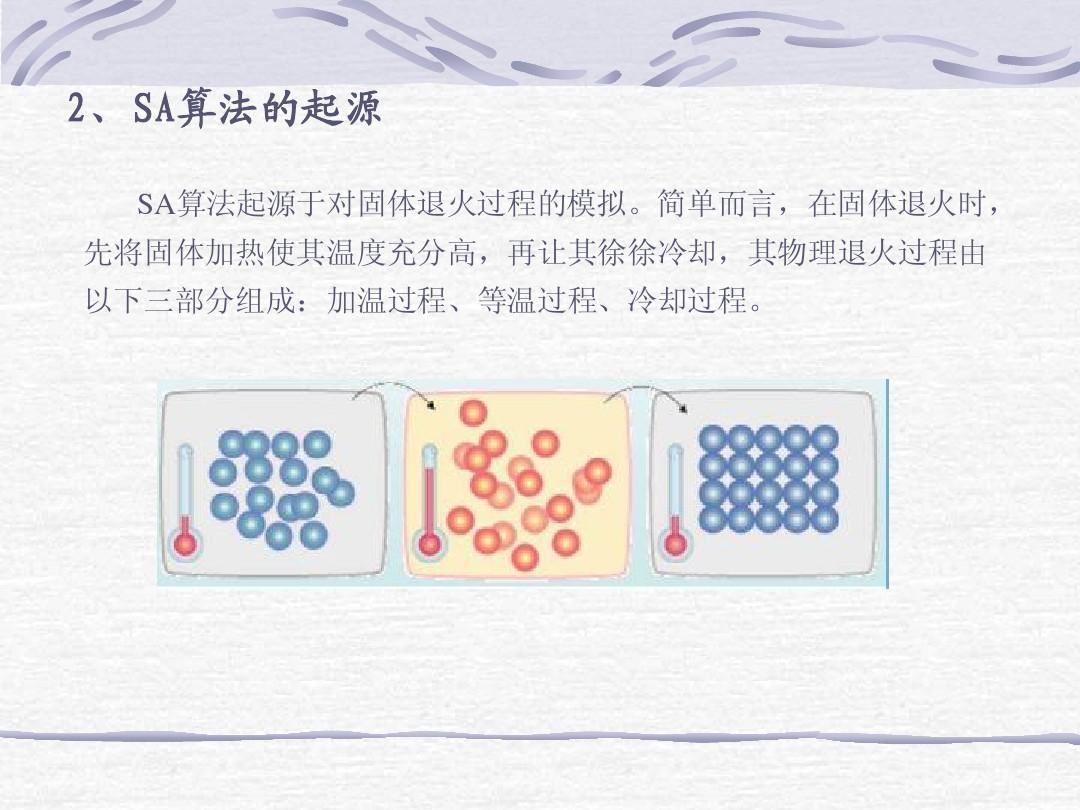 2、SA算法的起源
SA算法起源于对固体退火过程的模拟。简单而言，在固体退火时，
先将固体加热使其温度充分高，再让其徐徐冷却，其物理退火过程由
以下三部分组成：加温过程、等温过程、冷却过程。